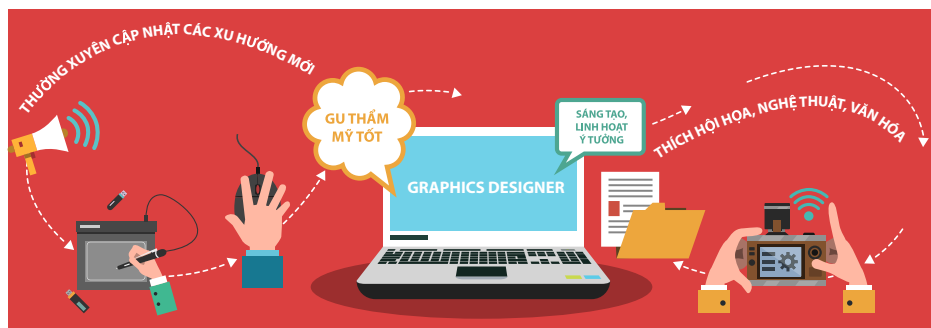 THƯỜNG XUYÊN CẬP NHẬT CÁC XU HƯỚNG MỚI
GU THẨM
MỸ TỐT
GRAPHICS DESIGNER
SÁNG TẠO,
LINH HOẠT
Ý TƯỞNG
THÍCH HỘI HỌA, NGHỆ THUẬT, VĂN HÓA